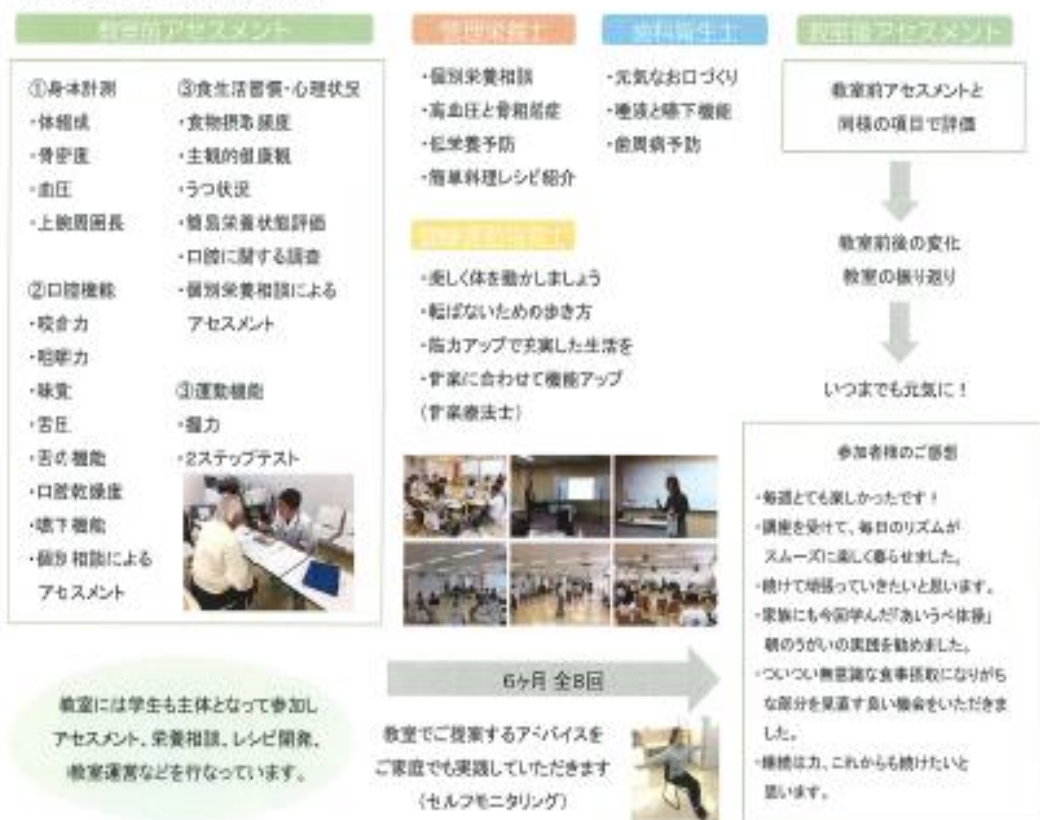 教室前アセスメント
①身体計測
・体組成
・骨密度
・血圧
・上腕周囲長
②口腔機能
・咬合力
・咀嚼力
・味覚
・舌圧
・舌の機能
・口腔乾燥度
・嚥下機能
・個別相談による
アセスメント
③食生活習慣・心理状況
・食物摂取頻度
・主観的健康観
・うつ状況
・簡易栄養状態評価
・口腔に関する調査
・個別栄養相談による
アセスメント
③運動機能
・握力
・2ステップテスト
管理栄養士
・個別栄養相談
・高血圧と骨粗鬆症
・低栄養予防
・簡単料理レシピ紹介
歯科衛生士
・元気なお口づくり
・唾液と嚥下機能
・歯周病予防
・楽しく体を動かしましょう
・転ばないための歩き方
・筋力アップで充実した生活を
・音楽に合わせて機能アップ
(音楽療法士)
教室後アセスメント
教室前アセスメントと
同様の項目で評価
教室前後の変化
教室の振り返り
いつまでも元気に!
参加者様のご感想
・毎週とても楽しかったです!
・講座を受けて、毎日のリズムが
スムーズに楽しく暮らせました。
・続けて頑張っていきたいと思います。
・家族にも今回学んだ「あいうべ体操」
朝のうがいの実践を勧めました。
・ついつい無意識な食事摂取になりがち
な部分を見直す良い機会をいただきま
した。
・継続は力、これからも続けたいと
思います。
6ヶ月 全8回
教室でご提案するアドバイスを
ご家庭でも実践していただきます
(セルフモニタリング)
教室には学生も主体となって参加し
アセスメント、栄養相談、レシピ開発、
教室運営などを行なっています。